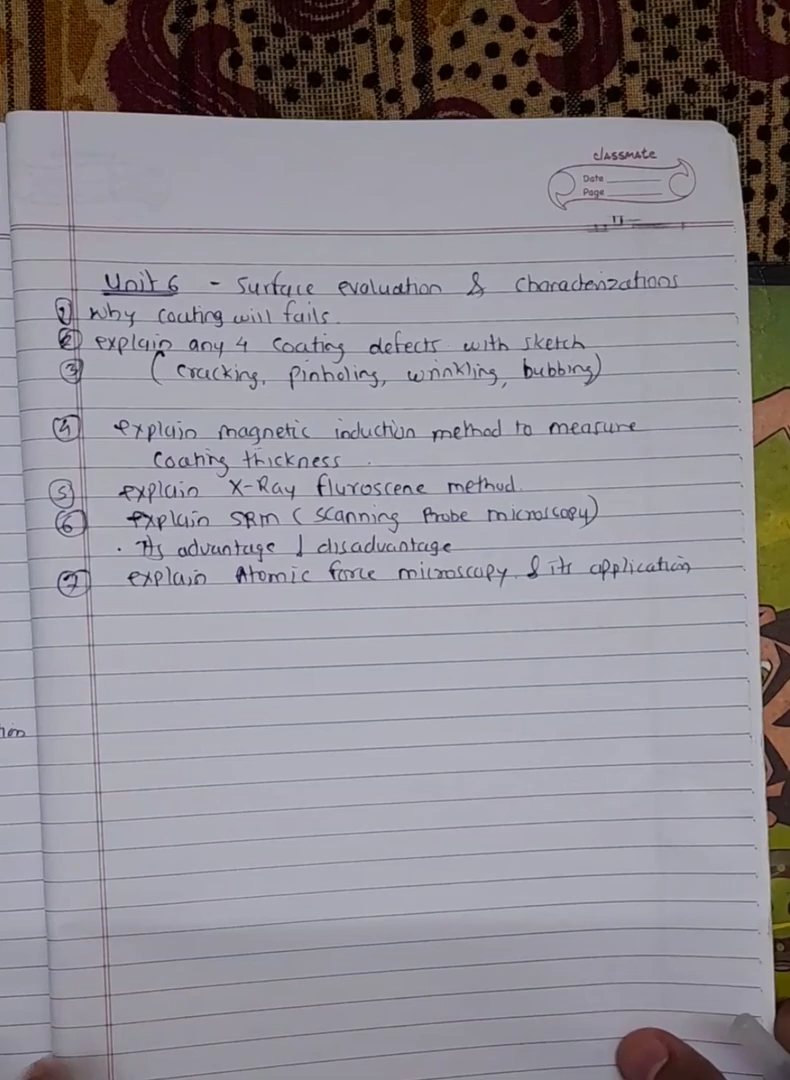 classmate
Date
Page
Unit 6 - Surface evaluation & characterizations
① Why coating will fails.
② explain any 4 coating defects with sketch
③ (cracking, pinholing, wrinkling, bubbing)
④ explain magnetic induction method to measure
coating thickness.
⑤ explain X-Ray fluroscene method.
⑥ explain SRM (scanning Probe microscopy)
. Its advantage / disadvantage
⑦ explain Atomic force microscopy & its application